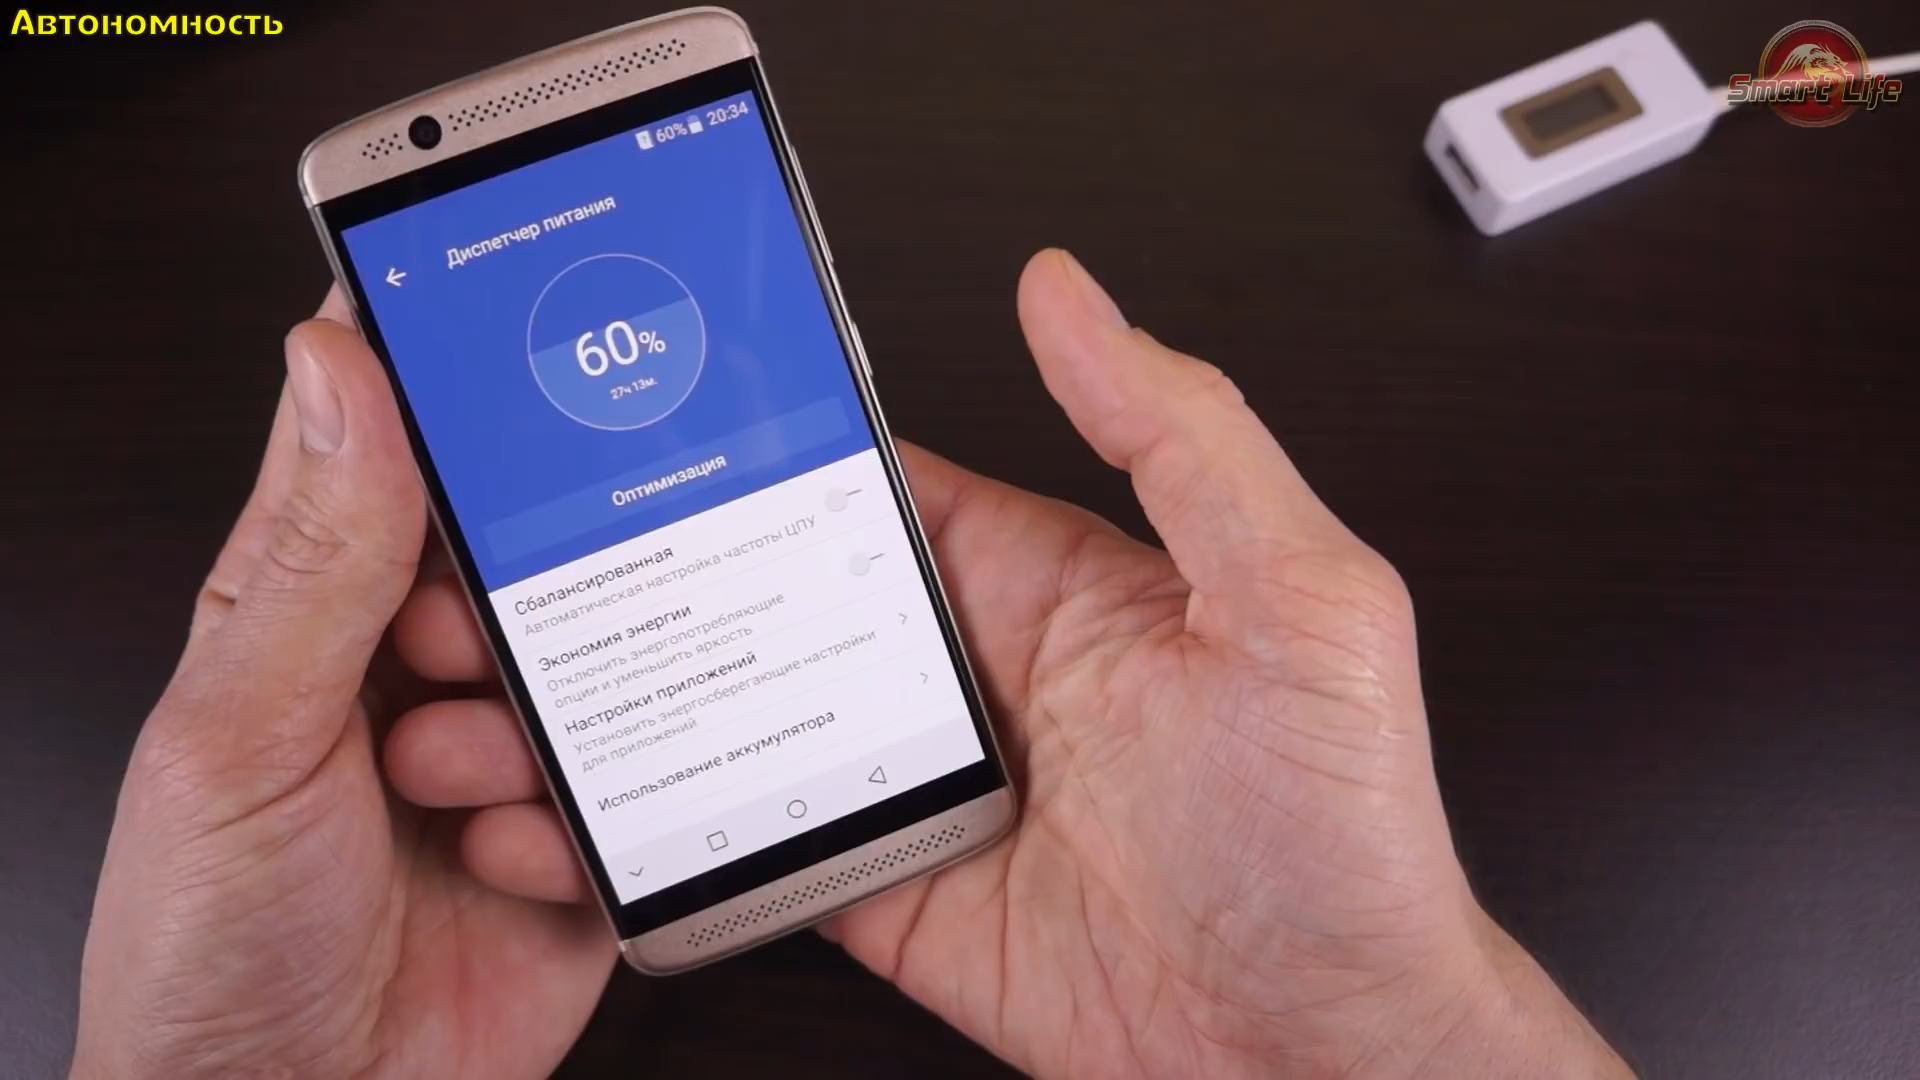 Автономность
Smart Life
60% 20:34
Диспетчер питания
60%
27ч 13м.
Оптимизация
Сбалансированная
Автоматическая настройка частоты ЦПУ
Экономия энергии
Отключить энергопотребляющие
опции и уменьшить яркость
Настройки приложений
Установить энергосберегающие настройки
для приложений
Использование аккумулятора